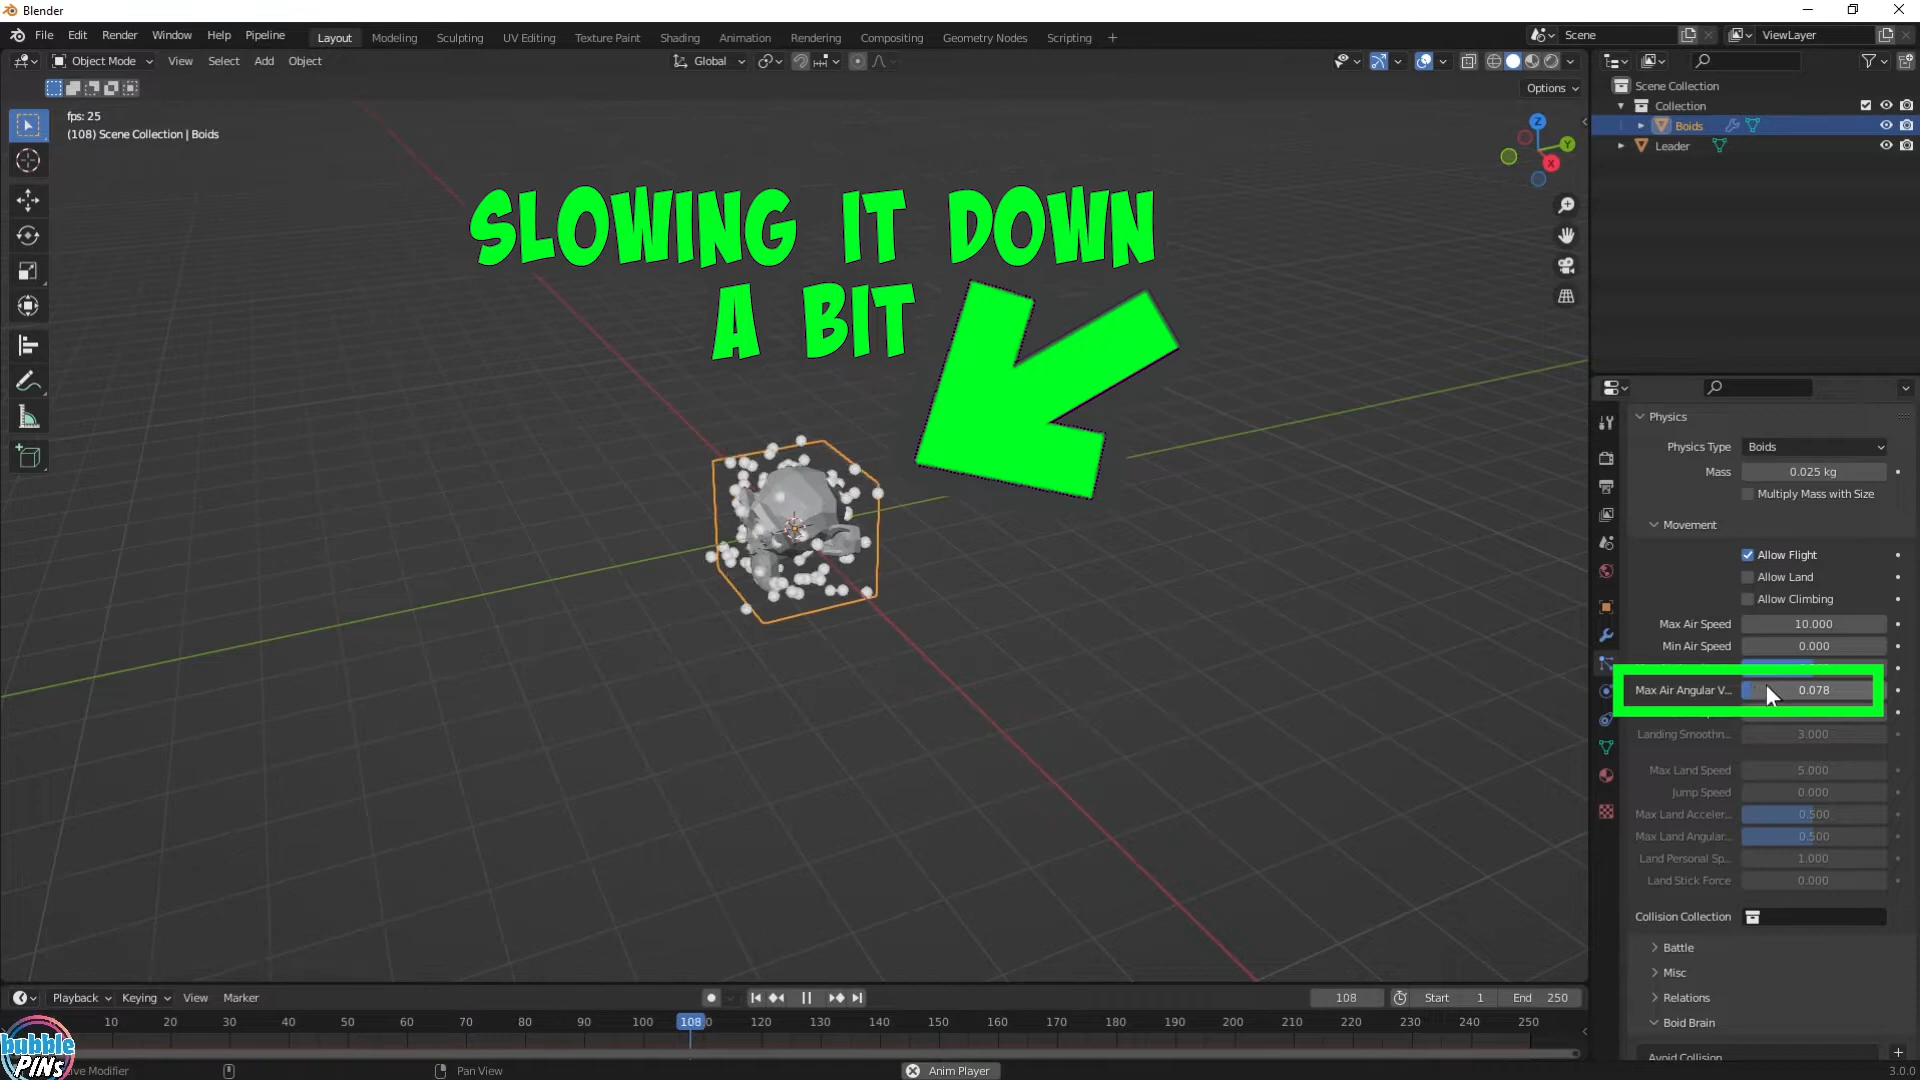 Blender
File Edit Render Window Help Pipeline Layout Modeling Sculpting UV Editing Texture Paint Shading Animation Rendering Compositing Geometry Nodes Scripting + Scene ViewLayer
Object Mode View Select Add Object Global
Options
fps: 25
(108) Scene Collection | Boids
Z
Y
X
SLOWING IT DOWN
A BIT
Scene Collection
Collection
Boids
Leader
Physics
Physics Type Boids
Mass 0.025 kg
Multiply Mass with Size
Movement
Allow Flight
Allow Land
Allow Climbing
Max Air Speed 10.000
Min Air Speed 0.000
Max Air Angular V... 0.078
Landing Smoothn... 3.000
Max Land Speed 5.000
Jump Speed 0.000
Max Land Acceler... 0.500
Max Land Angular... 0.500
Land Personal Sp... 1.000
Land Stick Force 0.000
Collision Collection
Battle
Misc
Relations
Boid Brain
Avoid Collision
Playback Keying View Marker 108 Start 1 End 250
10 20 30 40 50 60 70 80 90 100 108 120 130 140 150 160 170 180 190 200 210 220 230 240 250
bubble
PiNs
Modifier Pan View Anim Player 3.0.0